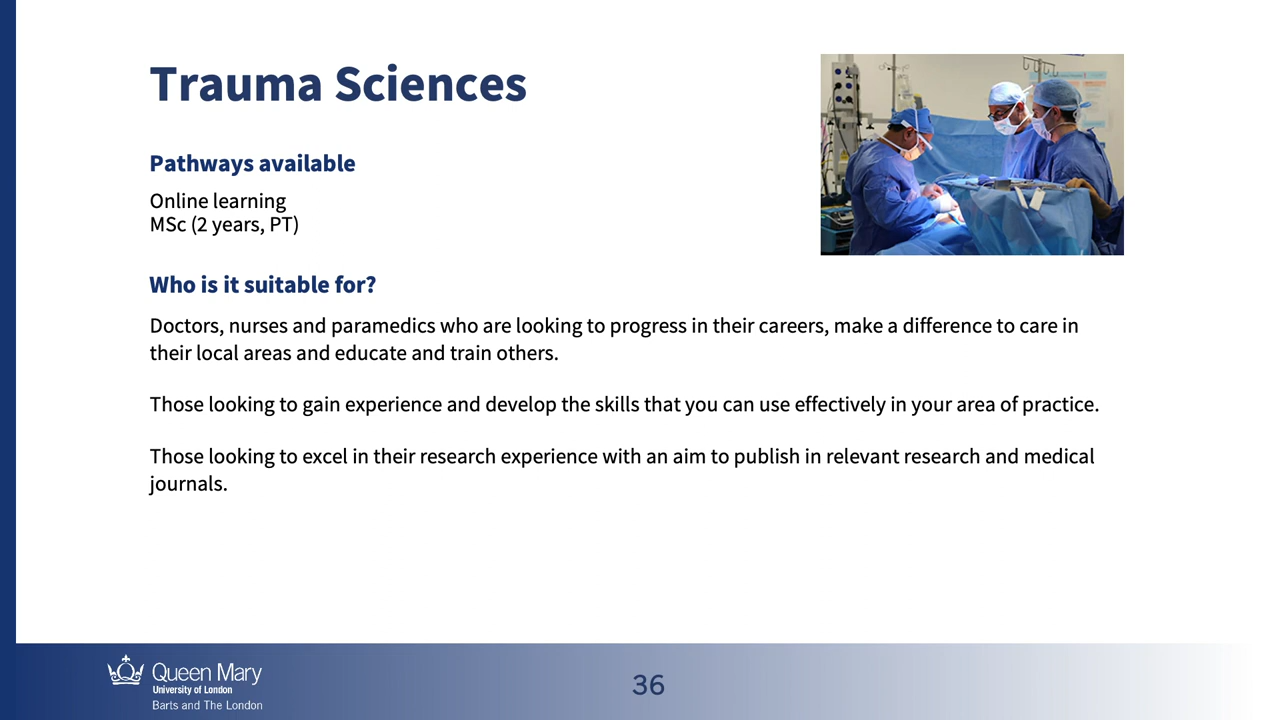 Trauma Sciences
Pathways available
Online learning
MSc (2 years, PT)
Who is it suitable for?
Doctors, nurses and paramedics who are looking to progress in their careers, make a difference to care in
their local areas and educate and train others.
Those looking to gain experience and develop the skills that you can use effectively in your area of practice.
Those looking to excel in their research experience with an aim to publish in relevant research and medical
journals.
Queen Mary
University of London
Barts and The London
36